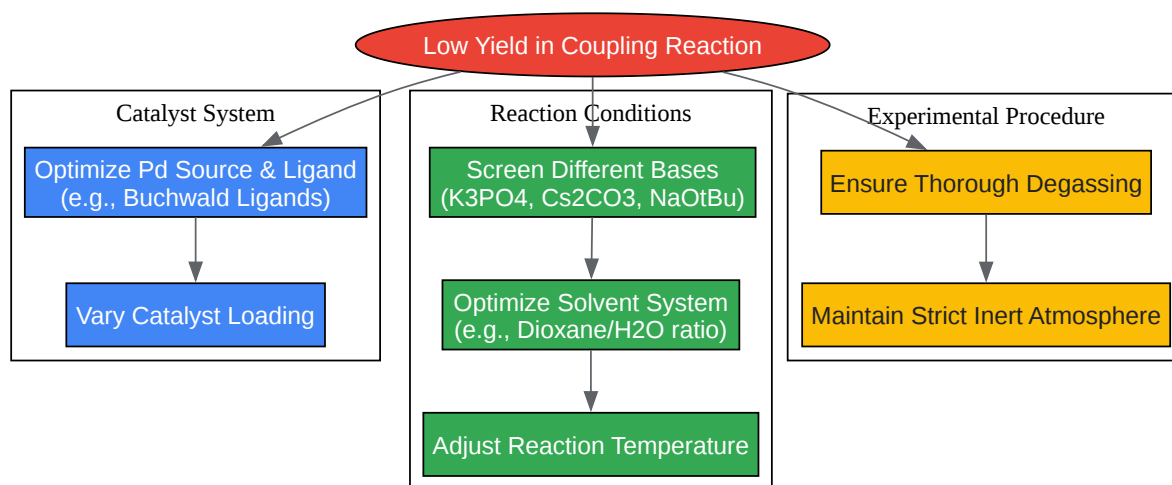 Low Yield in Coupling Reaction
Catalyst System
Optimize Pd Source & Ligand
(e.g., Buchwald Ligands)
Vary Catalyst Loading
Reaction Conditions
Screen Different Bases
(K3PO4, Cs2CO3, NaOtBu)
Optimize Solvent System
(e.g., Dioxane/H2O ratio)
Adjust Reaction Temperature
Experimental Procedure
Ensure Thorough Degassing
Maintain Strict Inert Atmosphere